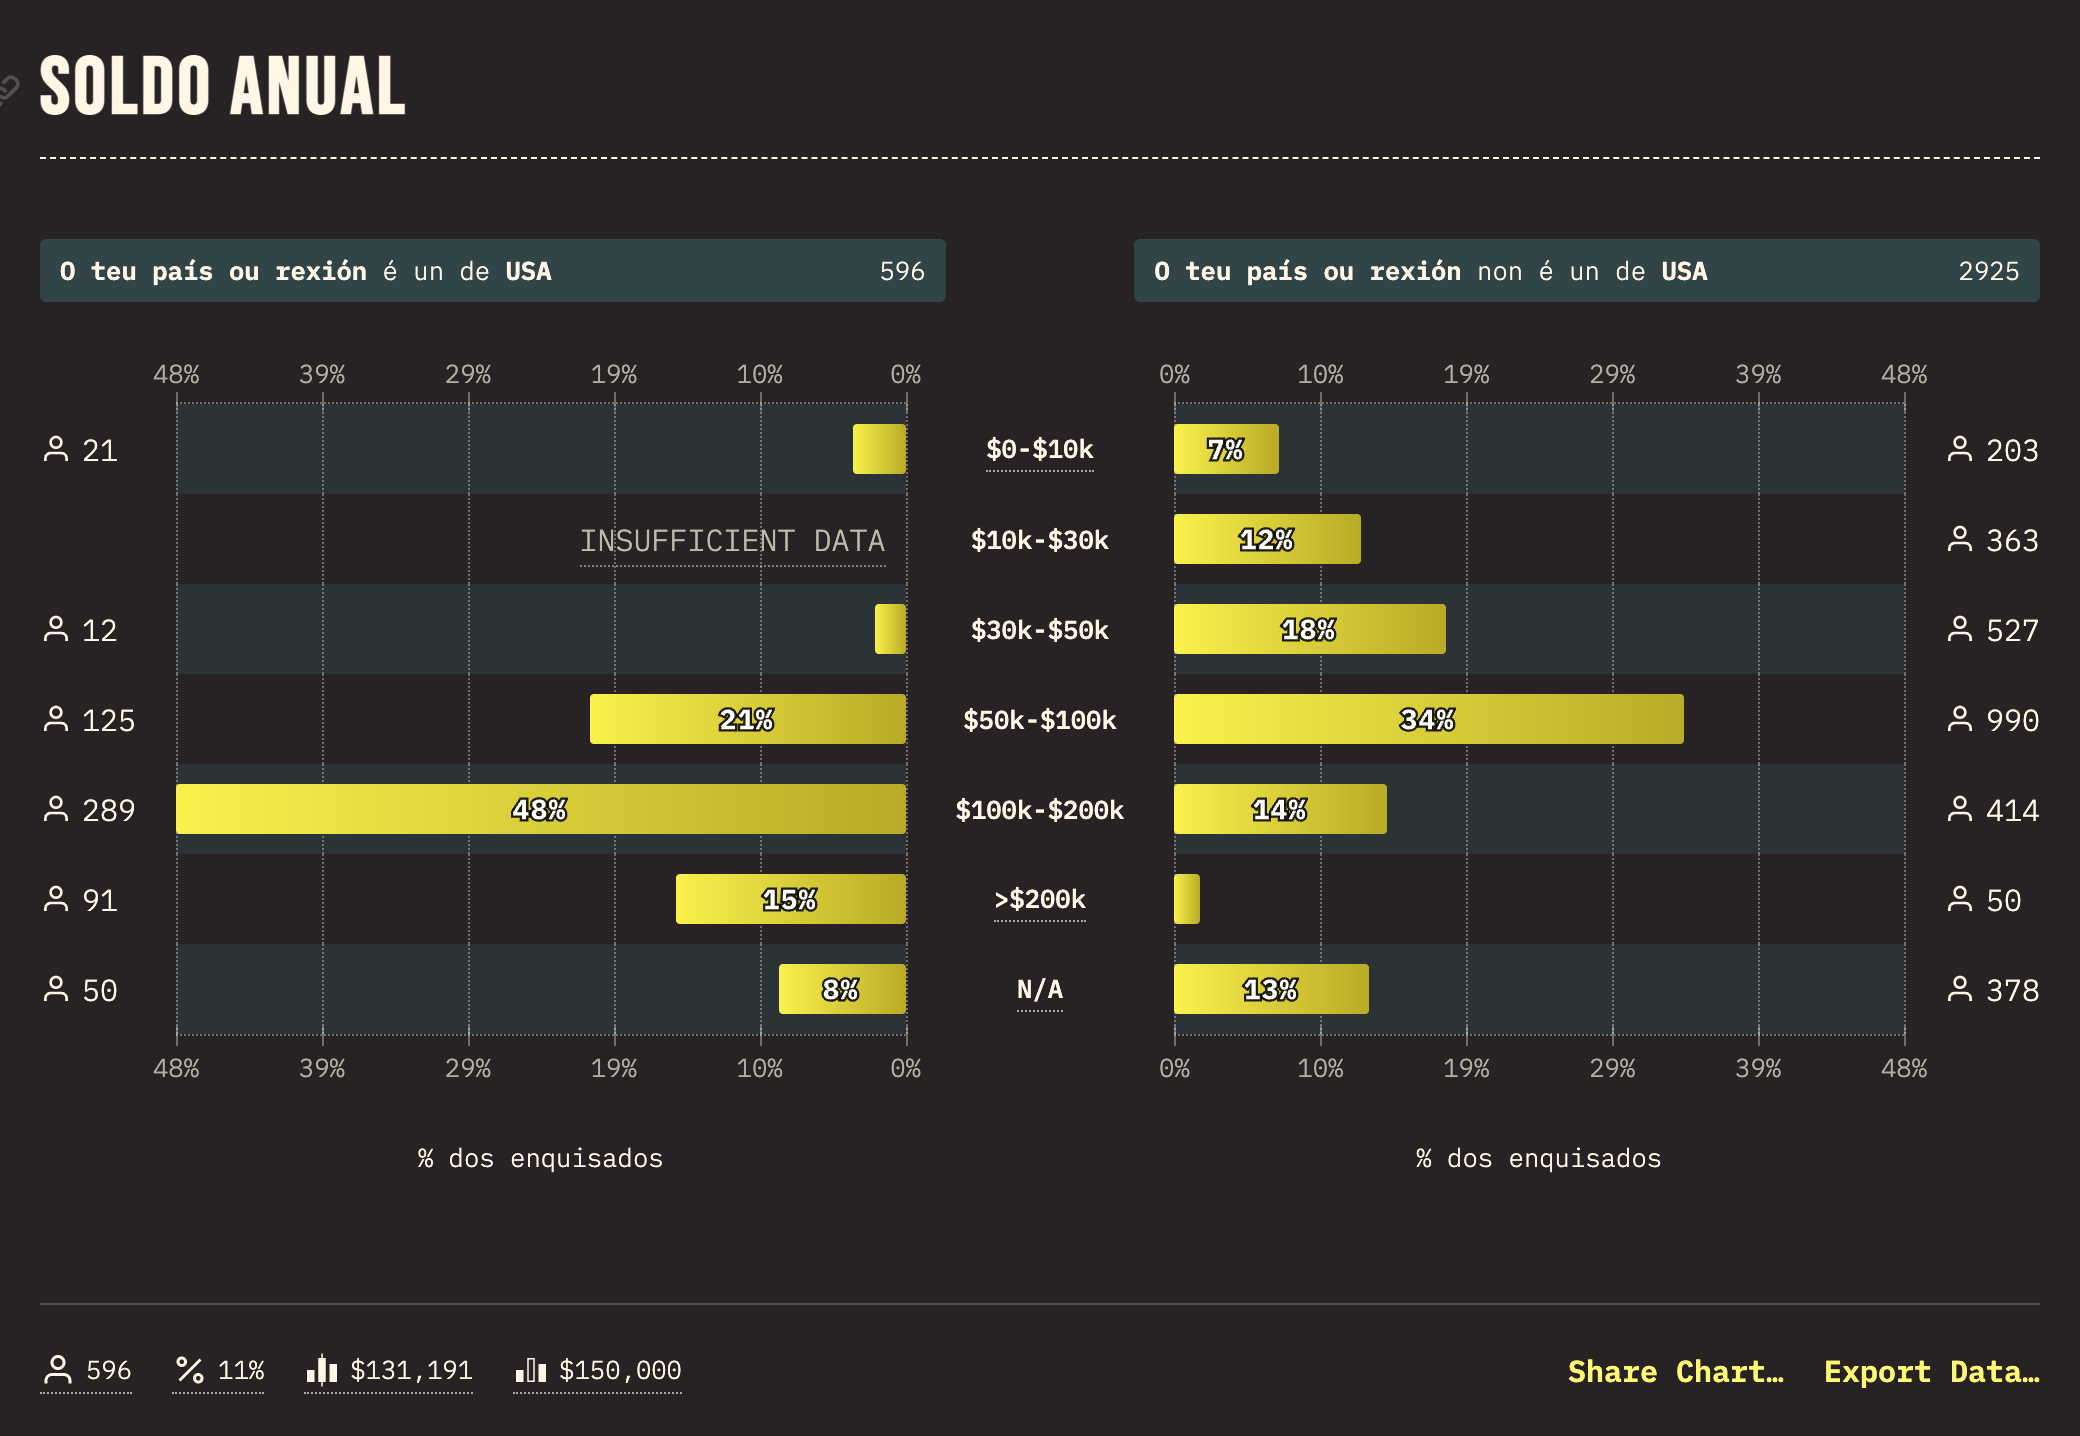 SOLDO ANUAL
O teu país ou rexión é un de USA 596
O teu país ou rexión non é un de USA 2925
48% 39% 29% 19% 10% 0%
0% 10% 19% 29% 39% 48%
21 $0-$10k 7% 203
INSUFFICIENT DATA $10k-$30k 12% 363
12 $30k-$50k 18% 527
125 21% $50k-$100k 34% 990
289 48% $100k-$200k 14% 414
91 15% >$200k 50
50 8% N/A 13% 378
48% 39% 29% 19% 10% 0%
0% 10% 19% 29% 39% 48%
% dos enquisados
% dos enquisados
596 11% $131,191 $150,000
Share Chart… Export Data…